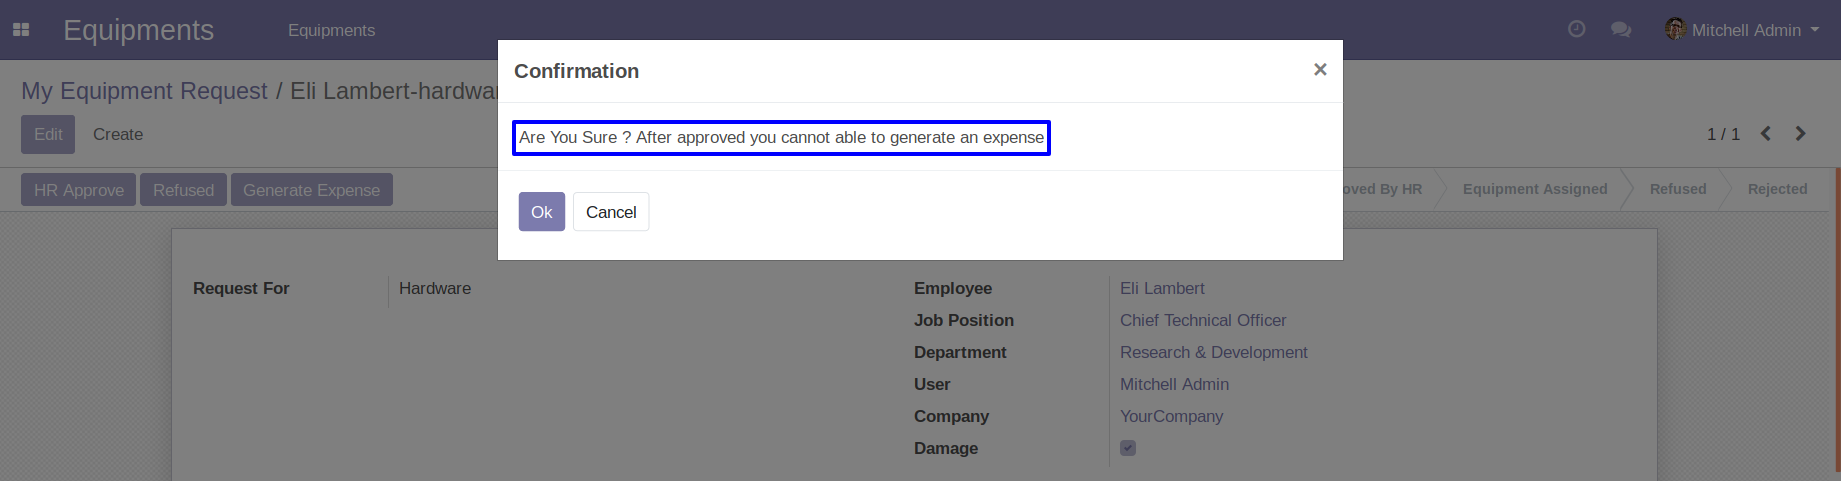 Equipments Equipments Mitchell Admin
Confirmation ×
My Equipment Request / Eli Lambert-hardwa
Edit Create
Are You Sure ? After approved you cannot able to generate an expense
1 / 1
HR Approve Refused Generate Expense
Ok Cancel
oved By HR Equipment Assigned Refused Rejected
Request For Hardware
Employee Eli Lambert
Job Position Chief Technical Officer
Department Research & Development
User Mitchell Admin
Company YourCompany
Damage